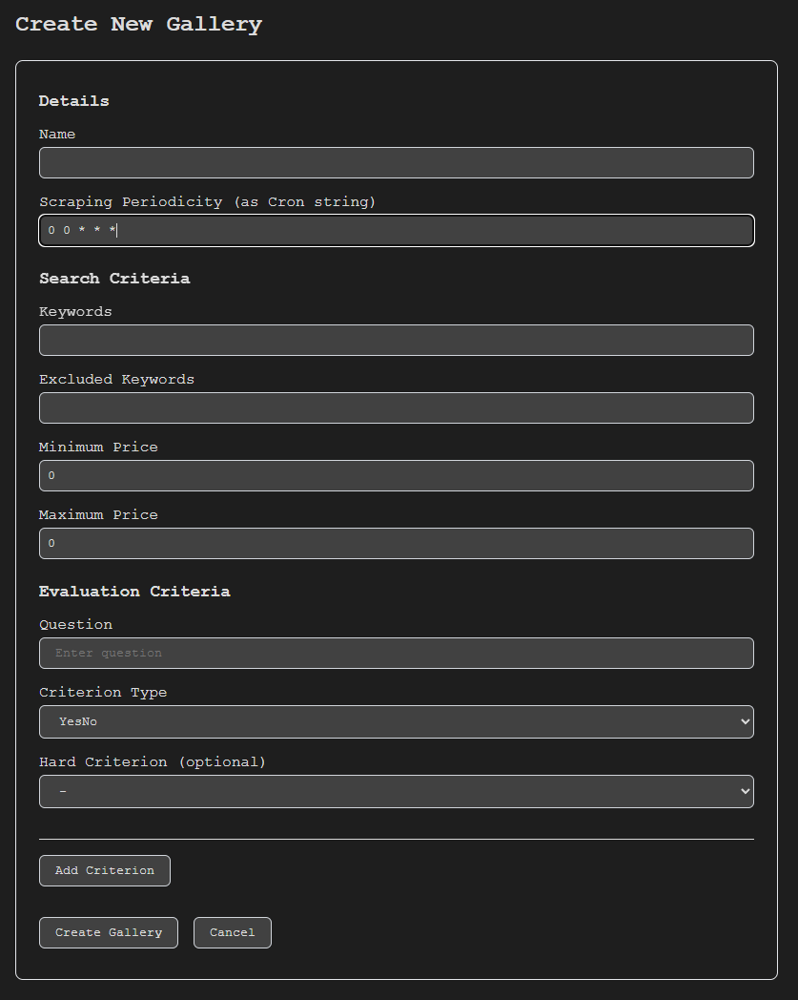 Create New Gallery
Details
Name
Scraping Periodicity (as Cron string)
0 0 * * *
Search Criteria
Keywords
Excluded Keywords
Minimum Price
0
Maximum Price
0
Evaluation Criteria
Question
Enter question
Criterion Type
YesNo
Hard Criterion (optional)
-
Add Criterion
Create Gallery Cancel